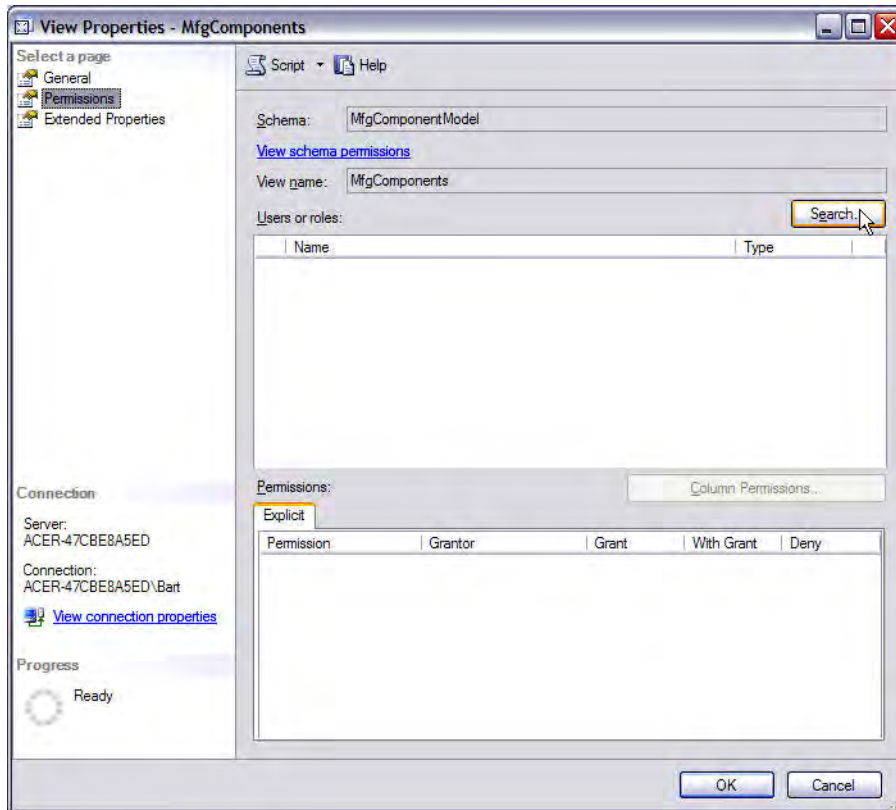 View Properties - MfgComponents
Select a page
General
Permissions
Extended Properties
Script
Help
Schema:
MfgComponentModel
View schema permissions
View name:
MfgComponents
Users or roles:
Search...
Name
Type
Permissions:
Column Permissions...
Explicit
Permission
Grantor
Grant
With Grant
Deny
Connection
Server:
ACER-47CBE8A5ED
Connection:
ACER-47CBE8A5ED\Bart
View connection properties
Progress
Ready
OK
Cancel